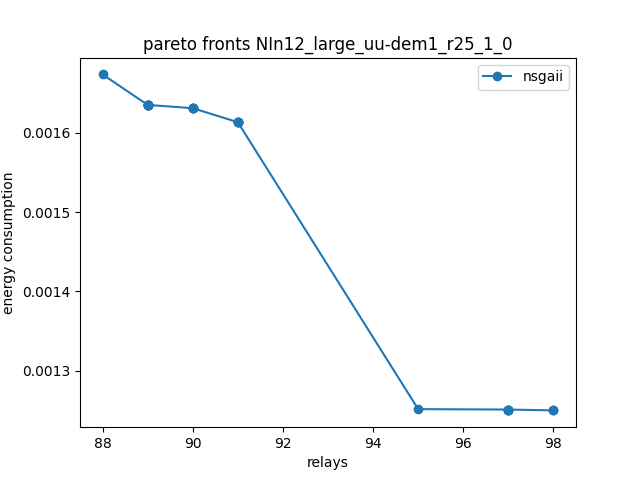 pareto fronts NIn12_large_uu-dem1_r25_1_0
nsgaii
0.0016
0.0015
0.0014
0.0013
energy consumption
88 90 92 94 96 98
relays